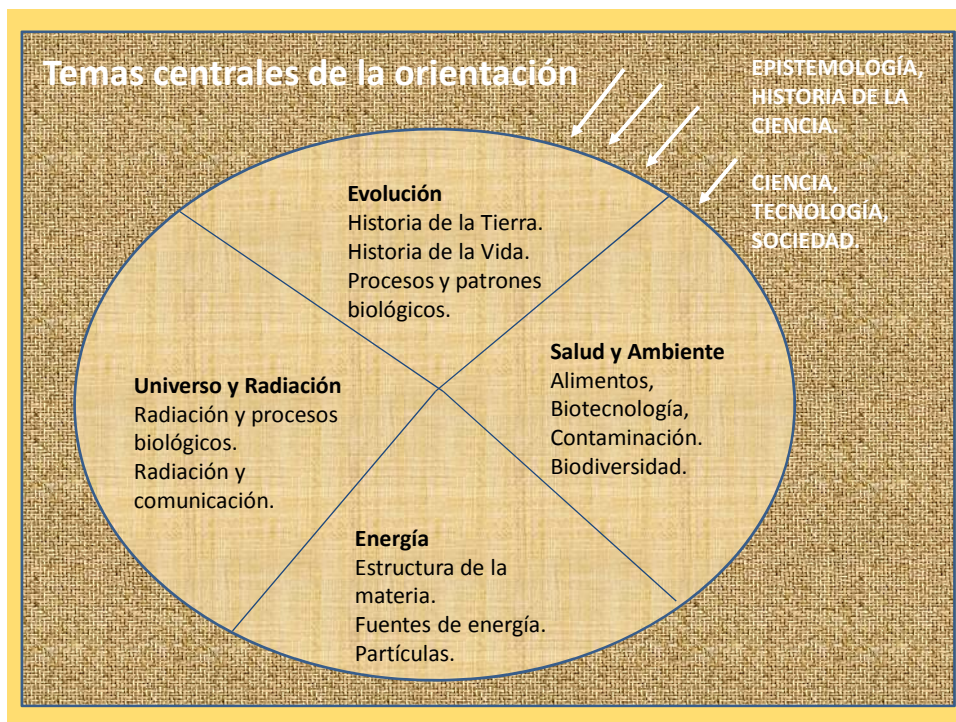 Temas centrales de la orientación
EPISTEMOLOGÍA,
HISTORIA DE LA
CIENCIA.
CIENCIA,
TECNOLOGÍA,
SOCIEDAD.
Evolución
Historia de la Tierra.
Historia de la Vida.
Procesos y patrones
biológicos.
Salud y Ambiente
Alimentos,
Biotecnología,
Contaminación.
Biodiversidad.
Universo y Radiación
Radiación y procesos
biológicos.
Radiación y
comunicación.
Energía
Estructura de la
materia.
Fuentes de energía.
Partículas.